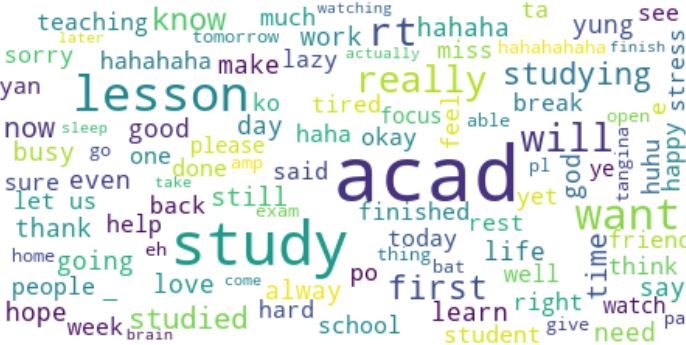 watching
teaching know much rt ta yung see
later tomorrow work hahaha
sorry hahahaha make lazy actually miss hahahahaha finish stress
yan lesson ko really studying
tired focus feel able break open e
now sleep good day haha okay will
busy go one please acad pl god ye tangina huhu happy
done amp said
sure even take still yet want
let us back exam finished rest
thank help study today time friend
home going eh thing bat life think
people _ love come alway po first well right say
hope week studied hard learn watch pa
brain school student give need